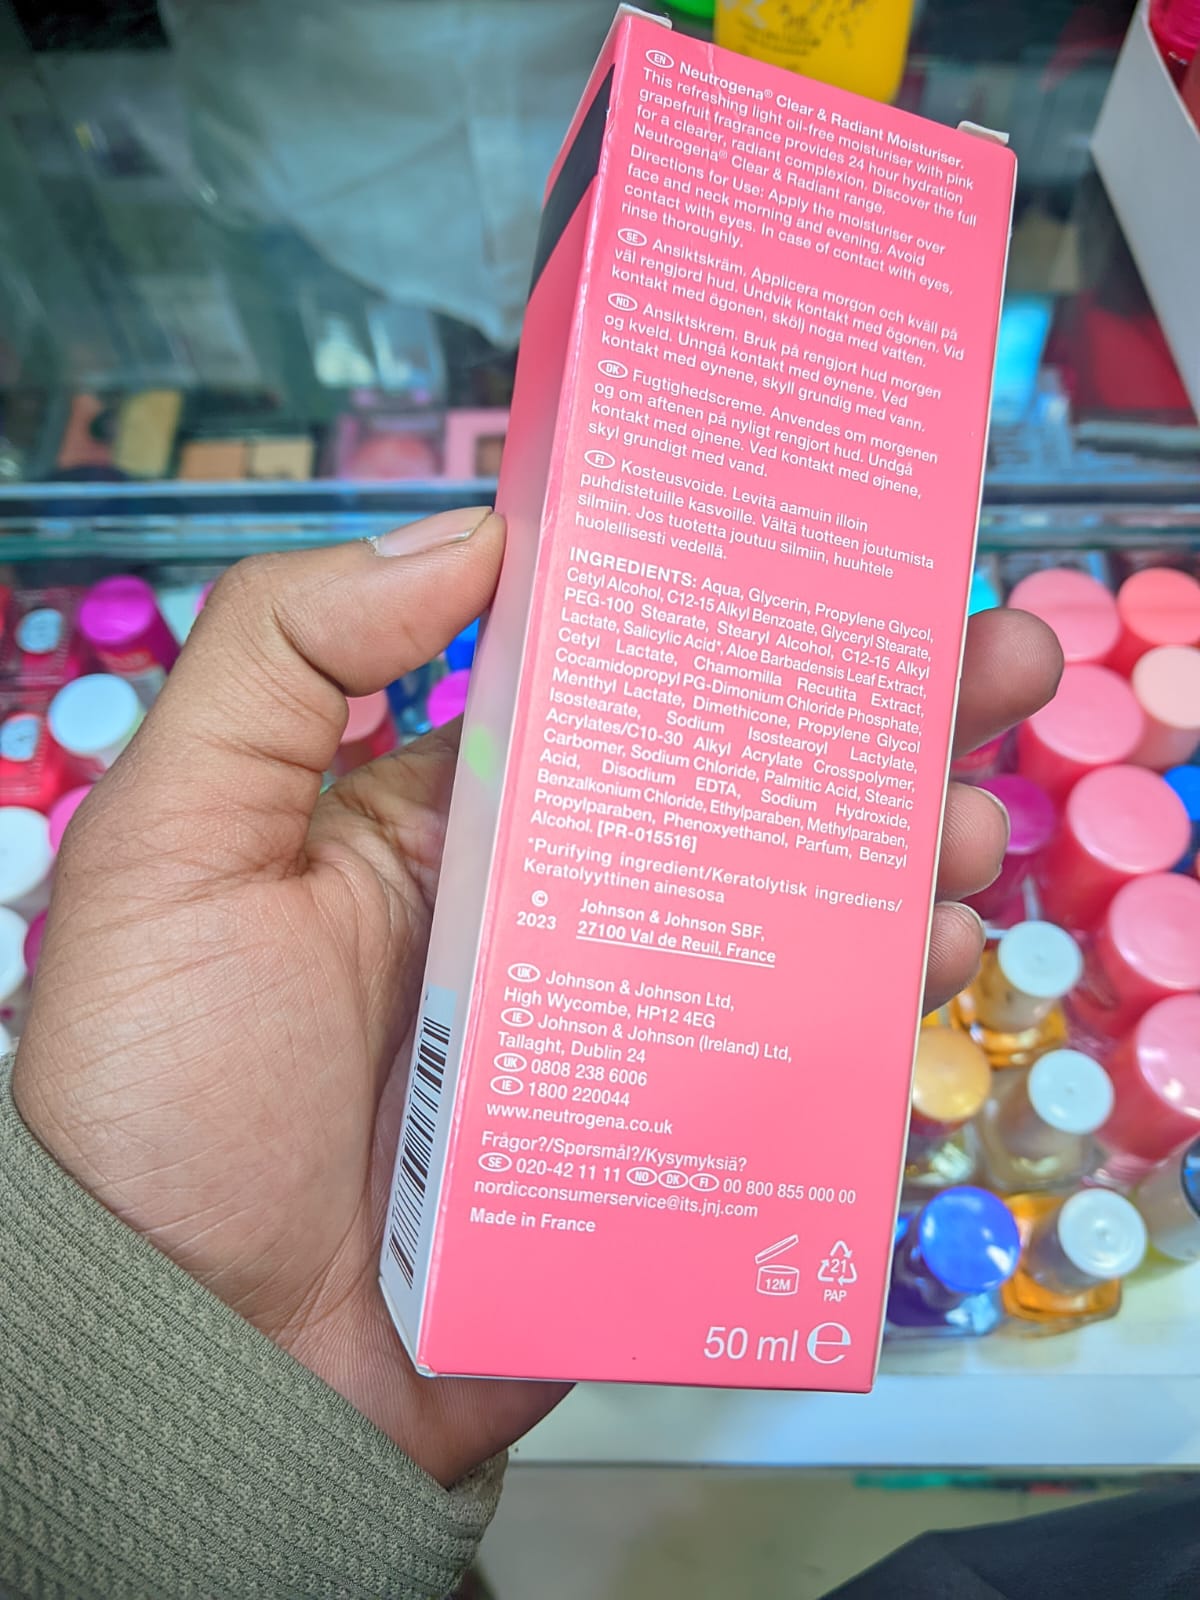 EN Neutrogena® Clear & Radiant Moisturiser.
This refreshing light oil-free moisturiser with pink
grapefruit fragrance provides 24 hour hydration
for a clearer, radiant complexion. Discover the full
Neutrogena® Clear & Radiant range.
Directions for Use: Apply the moisturiser over
face and neck morning and evening. Avoid
contact with eyes. In case of contact with eyes,
rinse thoroughly.
SE Ansiktskräm. Applicera morgon och kväll på
väl rengjord hud. Undvik kontakt med ögonen. Vid
kontakt med ögonen, skölj noga med vatten.
NO Ansiktskrem. Bruk på rengjort hud morgen
og kveld. Unngå kontakt med øynene. Ved
kontakt med øynene, skyll grundig med vann.
DK Fugtighedscreme. Anvendes om morgenen
og om aftenen på nyligt rengjort hud. Undgå
kontakt med øjnene. Ved kontakt med øjnene,
skyl grundigt med vand.
FI Kosteusvoide. Levitä aamuin illoin
puhdistetuille kasvoille. Vältä tuotteen joutumista
silmiin. Jos tuotetta joutuu silmiin, huuhtele
huolellisesti vedellä.
INGREDIENTS: Aqua, Glycerin, Propylene Glycol,
Cetyl Alcohol, C12-15 Alkyl Benzoate, Glyceryl Stearate,
PEG-100 Stearate, Stearyl Alcohol, C12-15 Alkyl
Lactate, Salicylic Acid*, Aloe Barbadensis Leaf Extract,
Cetyl Lactate, Chamomilla Recutita Extract,
Cocamidopropyl PG-Dimonium Chloride Phosphate,
Menthyl Lactate, Dimethicone, Propylene Glycol
Isostearate, Sodium Isostearoyl Lactylate,
Acrylates/C10-30 Alkyl Acrylate Crosspolymer,
Carbomer, Sodium Chloride, Palmitic Acid, Stearic
Acid, Disodium EDTA, Sodium Hydroxide,
Benzalkonium Chloride, Ethylparaben, Methylparaben,
Propylparaben, Phenoxyethanol, Parfum, Benzyl
Alcohol. [PR-015516]
*Purifying ingredient/Keratolytisk ingrediens/
Keratolyyttinen ainesosa
© 2023
Johnson & Johnson SBF,
27100 Val de Reuil, France
UK Johnson & Johnson Ltd,
High Wycombe, HP12 4EG
IE Johnson & Johnson (Ireland) Ltd,
Tallaght, Dublin 24
UK 0808 238 6006
IE 1800 220044
www.neutrogena.co.uk
Frågor?/Spørsmål?/Kysymyksiä?
SE 020-42 11 11 NO DK FI 00 800 855 000 00
nordicconsumerservice@its.jnj.com
Made in France
12M
21
PAP
50 ml e